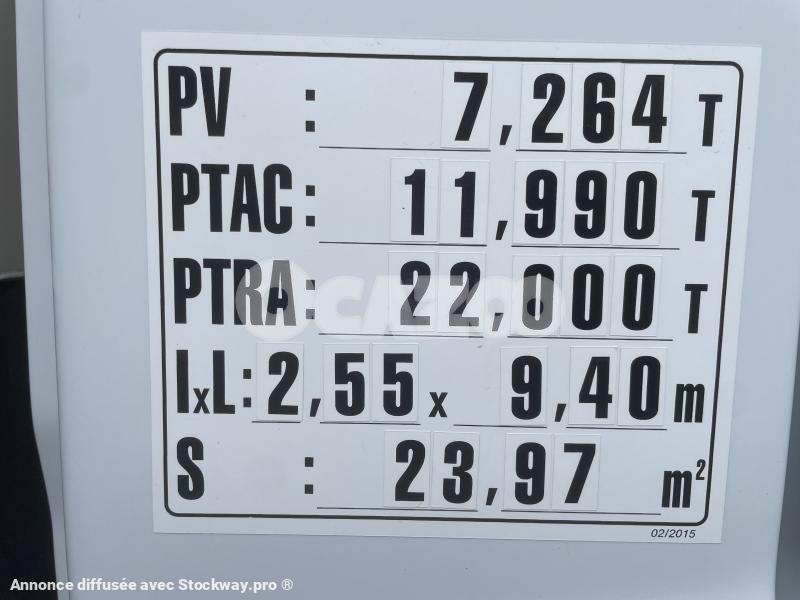 PV : 7,264 T
PTAC: 11,990 T
PTRA: 22,000 T
IxL: 2,55 x 9,40 m
S : 23,97 m²
02/2015
Annonce diffusée avec Stockway.pro ®